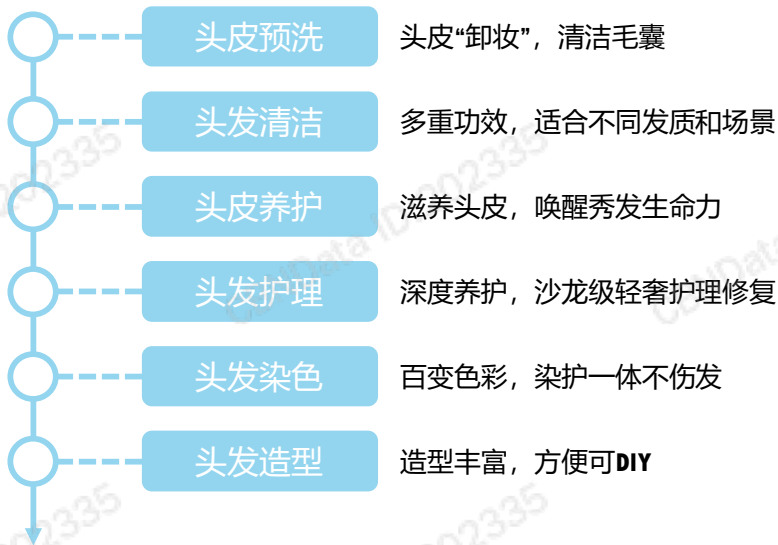 头皮预洗 头皮“卸妆”，清洁毛囊
头发清洁 多重功效，适合不同发质和场景
头皮养护 滋养头皮，唤醒秀发生命力
头发护理 深度养护，沙龙级轻奢护理修复
头发染色 百变色彩，染护一体不伤发
头发造型 造型丰富，方便可DIY
CBNData ID 202335